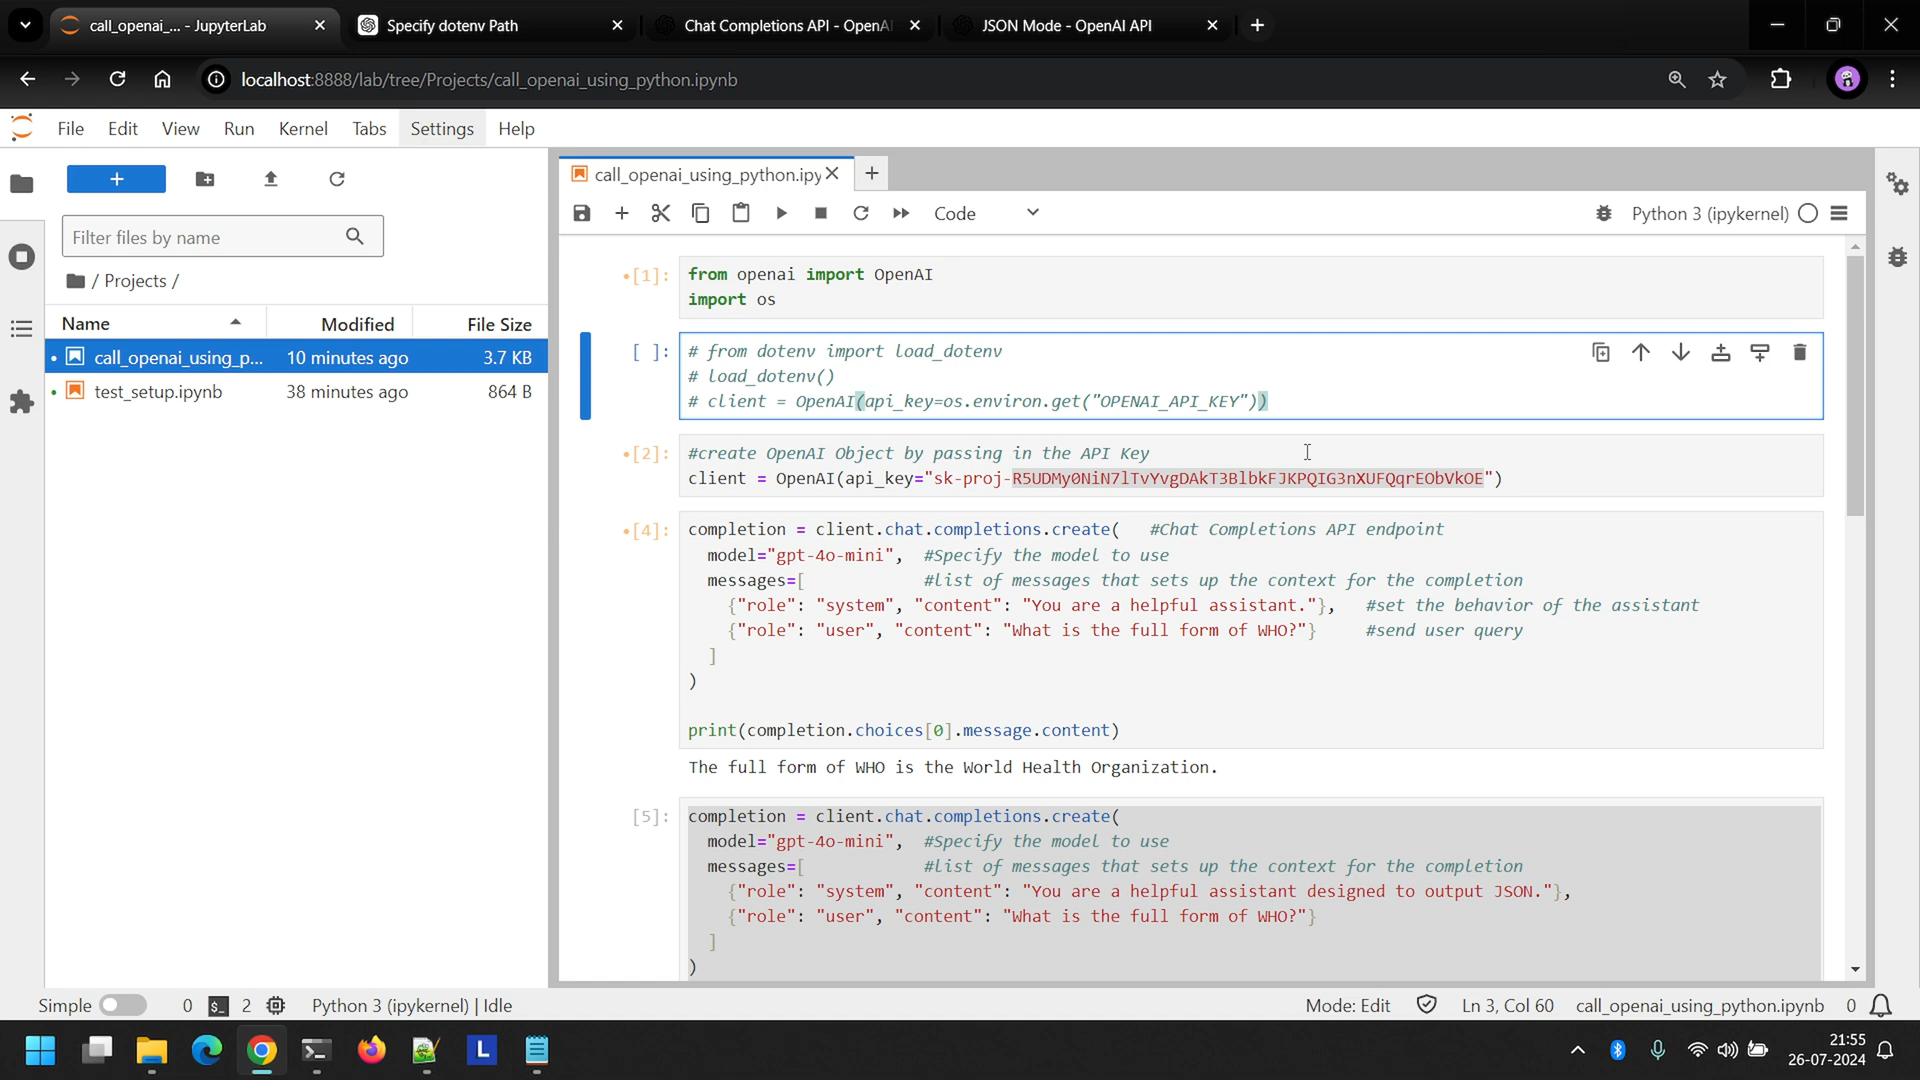 call_openai_... - JupyterLab
Specify dotenv Path
Chat Completions API - OpenAI
JSON Mode - OpenAI API
localhost:8888/lab/tree/Projects/call_openai_using_python.ipynb
File Edit View Run Kernel Tabs Settings Help
call_openai_using_python.ipy
Code
Python 3 (ipykernel)
Filter files by name
/ Projects /
Name Modified File Size
call_openai_using_p... 10 minutes ago 3.7 KB
test_setup.ipynb 38 minutes ago 864 B
[1]: from openai import OpenAI
import os
[ ]: # from dotenv import load_dotenv
# load_dotenv()
# client = OpenAI(api_key=os.environ.get("OPENAI_API_KEY"))
[2]: #create OpenAI Object by passing in the API Key
client = OpenAI(api_key="sk-proj-R5UDMy0NiN7lTvYvgDAkT3BlbkFJKPQIG3nXUFQqrEObVkOE")
[4]: completion = client.chat.completions.create( #Chat Completions API endpoint
model="gpt-4o-mini", #Specify the model to use
messages=[ #list of messages that sets up the context for the completion
{"role": "system", "content": "You are a helpful assistant."}, #set the behavior of the assistant
{"role": "user", "content": "What is the full form of WHO?"} #send user query
]
)
print(completion.choices[0].message.content)
The full form of WHO is the World Health Organization.
[5]: completion = client.chat.completions.create(
model="gpt-4o-mini", #Specify the model to use
messages=[ #list of messages that sets up the context for the completion
{"role": "system", "content": "You are a helpful assistant designed to output JSON."},
{"role": "user", "content": "What is the full form of WHO?"}
]
)
Simple 0 2 Python 3 (ipykernel) | Idle Mode: Edit Ln 3, Col 60 call_openai_using_python.ipynb 0
L
21:55
26-07-2024